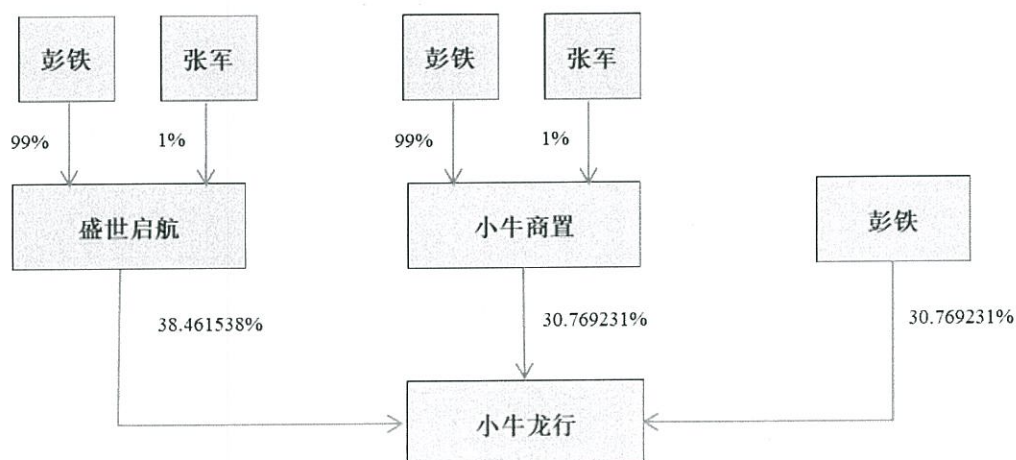 彭铁
张军
彭铁
张军
99%
1%
99%
1%
盛世启航
小牛商置
彭铁
38.461538%
30.769231%
30.769231%
小牛龙行